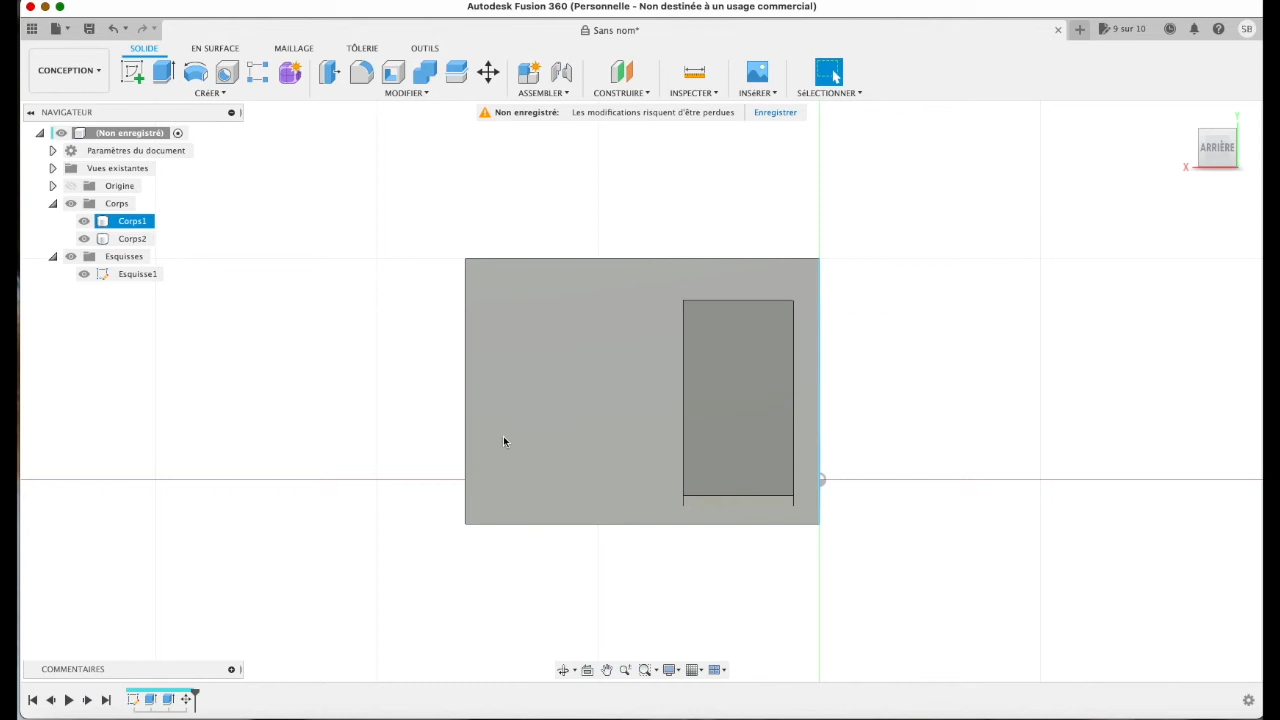 Autodesk Fusion 360 (Personnelle - Non destinée à un usage commercial)
Sans nom*
9 sur 10
SB
SOLIDE EN SURFACE MAILLAGE TÔLERIE OUTILS
CONCEPTION
CRÉER MODIFIER ASSEMBLER CONSTRUIRE INSPECTER INSÉRER SÉLECTIONNER
NAVIGATEUR
Non enregistré: Les modifications risquent d'être perdues Enregistrer
(Non enregistré)
Paramètres du document
Vues existantes
Origine
Corps
Corps1
Corps2
Esquisses
Esquisse1
Y
ARRIÈRE
X
COMMENTAIRES